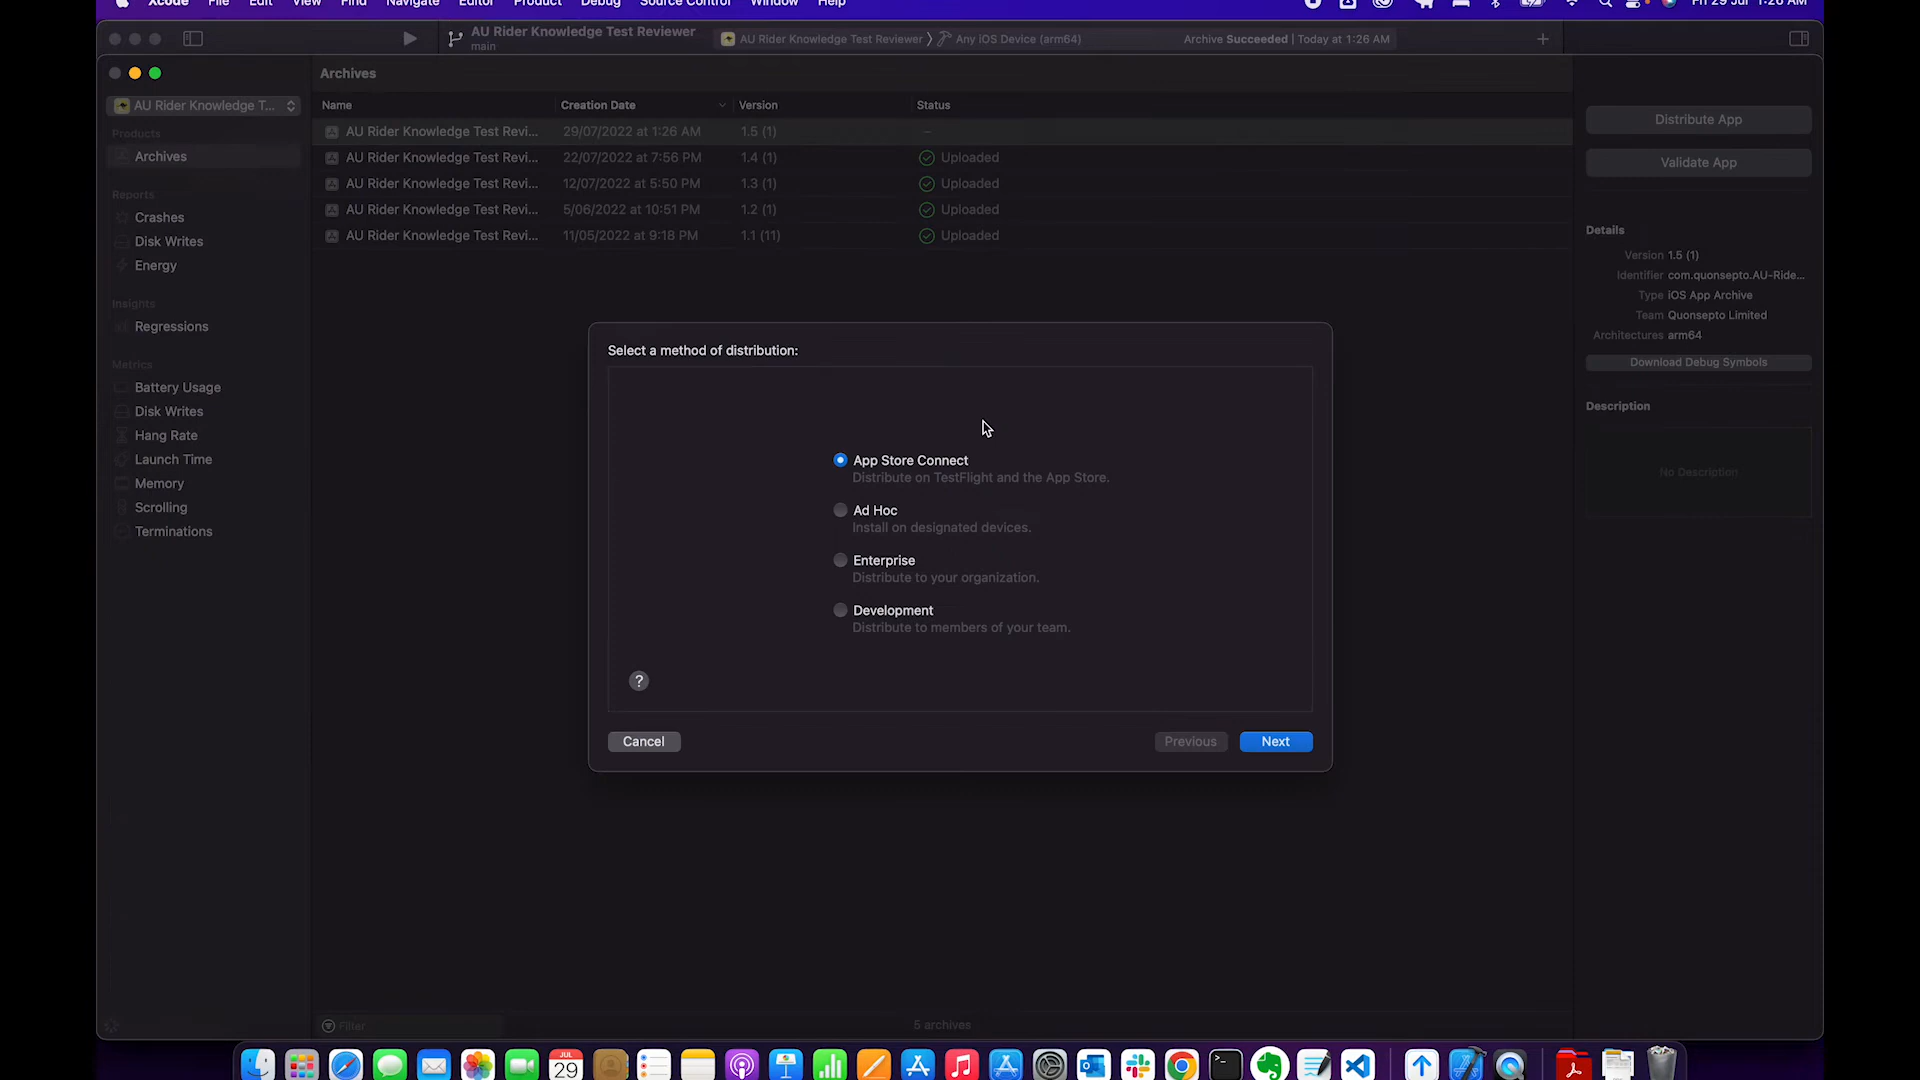 Xcode File Edit View Find Navigate Editor Product Debug Source Control Window Help Fri 29 Jul 1:26 AM
AU Rider Knowledge Test Reviewer
main
AU Rider Knowledge Test Reviewer Any iOS Device (arm64) Archive Succeeded | Today at 1:26 AM
Archives
AU Rider Knowledge T...
Products
Archives
Reports
Crashes
Disk Writes
Energy
Insights
Regressions
Metrics
Battery Usage
Disk Writes
Hang Rate
Launch Time
Memory
Scrolling
Terminations
Name Creation Date Version Status
AU Rider Knowledge Test Revi... 29/07/2022 at 1:26 AM 1.5 (1) –
AU Rider Knowledge Test Revi... 22/07/2022 at 7:56 PM 1.4 (1) Uploaded
AU Rider Knowledge Test Revi... 12/07/2022 at 5:50 PM 1.3 (1) Uploaded
AU Rider Knowledge Test Revi... 5/06/2022 at 10:51 PM 1.2 (1) Uploaded
AU Rider Knowledge Test Revi... 11/05/2022 at 9:18 PM 1.1 (11) Uploaded
Select a method of distribution:
App Store Connect
Distribute on TestFlight and the App Store.
Ad Hoc
Install on designated devices.
Enterprise
Distribute to your organization.
Development
Distribute to members of your team.
?
Cancel Previous Next
Distribute App
Validate App
Details
Version 1.5 (1)
Identifier com.quonsepto.AU-Ride...
Type iOS App Archive
Team Quonsepto Limited
Architectures arm64
Download Debug Symbols
Description
No Description
Filter
5 archives
JUL
29